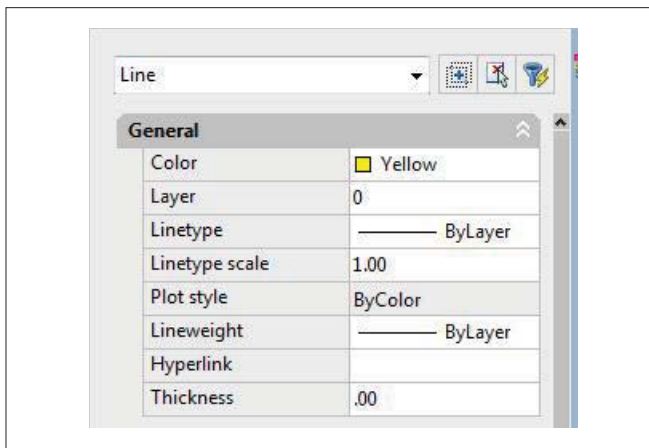 Line
General
Color Yellow
Layer 0
Linetype ByLayer
Linetype scale 1.00
Plot style ByColor
Lineweight ByLayer
Hyperlink
Thickness .00